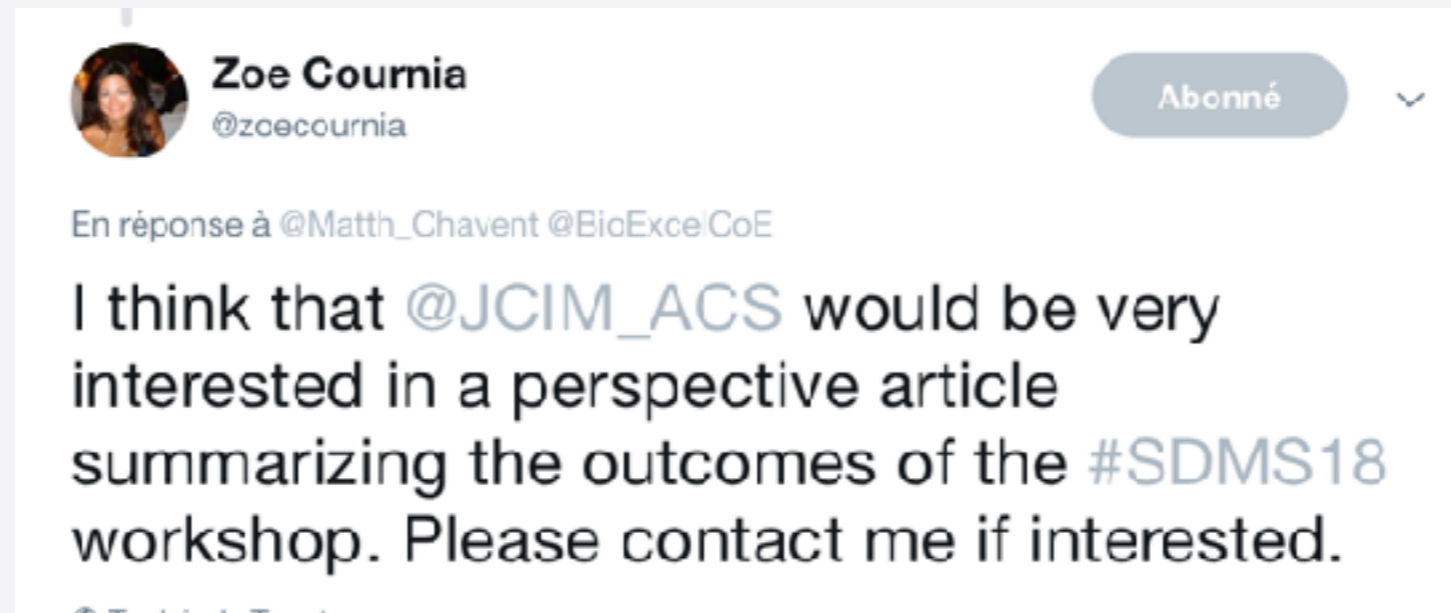 Zoe Cournia
@zoecournia
Abonné
En réponse à @Matth_Chavent @BioExcelCoE
I think that @JCIM_ACS would be very
interested in a perspective article
summarizing the outcomes of the #SDMS18
workshop. Please contact me if interested.